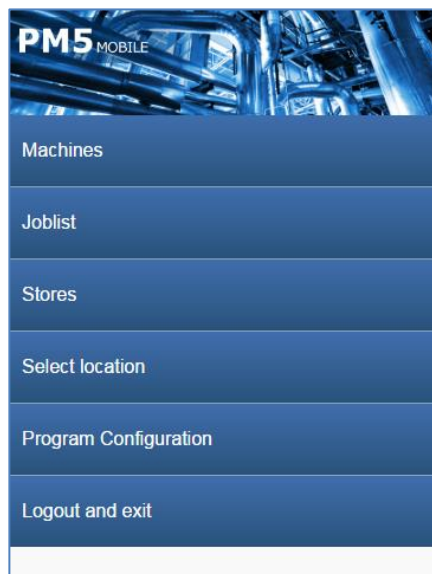 PM5 MOBILE
Machines
Joblist
Stores
Select location
Program Configuration
Logout and exit